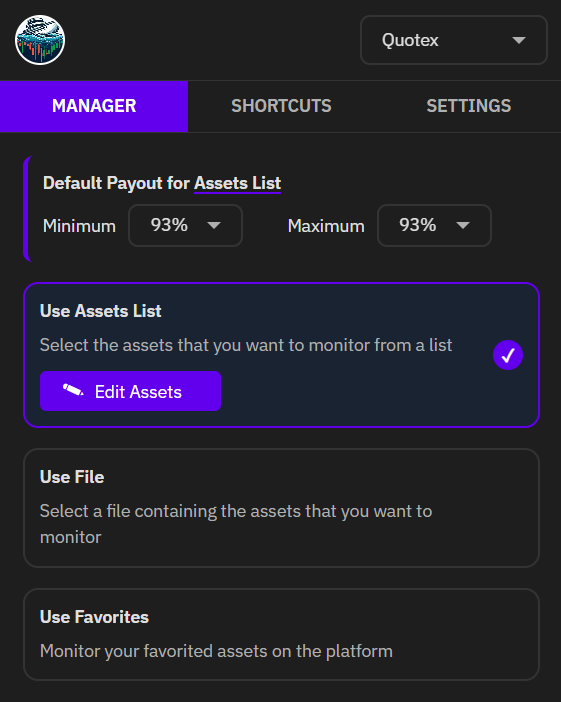 Quotex
MANAGER SHORTCUTS SETTINGS
Default Payout for Assets List
Minimum 93% Maximum 93%
Use Assets List
Select the assets that you want to monitor from a list
Edit Assets
Use File
Select a file containing the assets that you want to
monitor
Use Favorites
Monitor your favorited assets on the platform